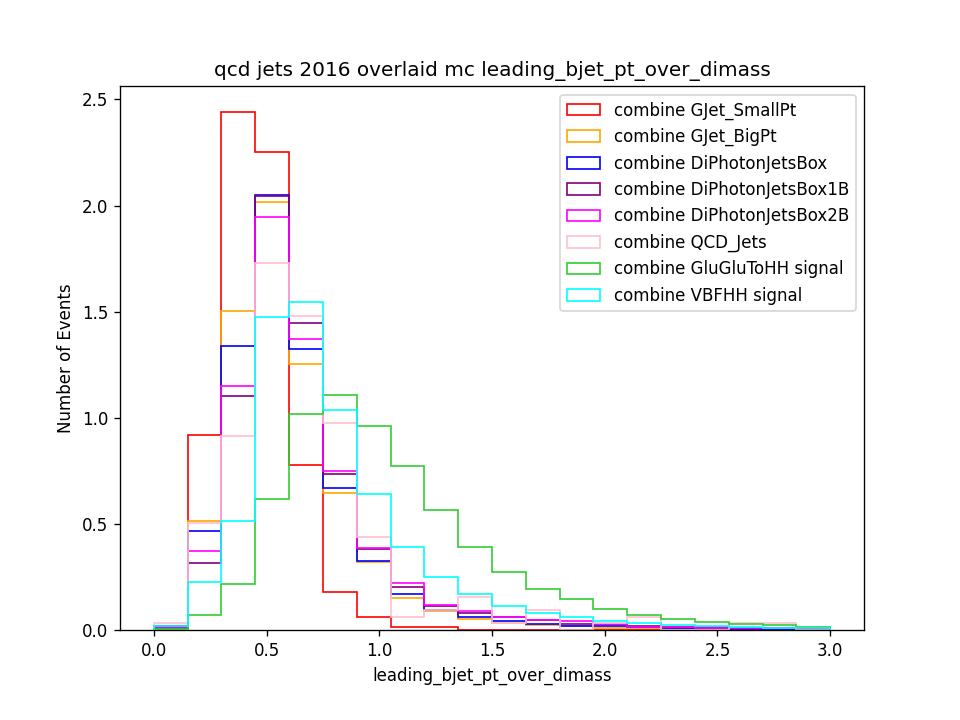 qcd jets 2016 overlaid mc leading_bjet_pt_over_dimass
combine GJet_SmallPt
combine GJet_BigPt
combine DiPhotonJetsBox
combine DiPhotonJetsBox1B
combine DiPhotonJetsBox2B
combine QCD_Jets
combine GluGluToHH signal
combine VBFHH signal
Number of Events
2.5
2.0
1.5
1.0
0.5
0.0
0.0 0.5 1.0 1.5 2.0 2.5 3.0
leading_bjet_pt_over_dimass